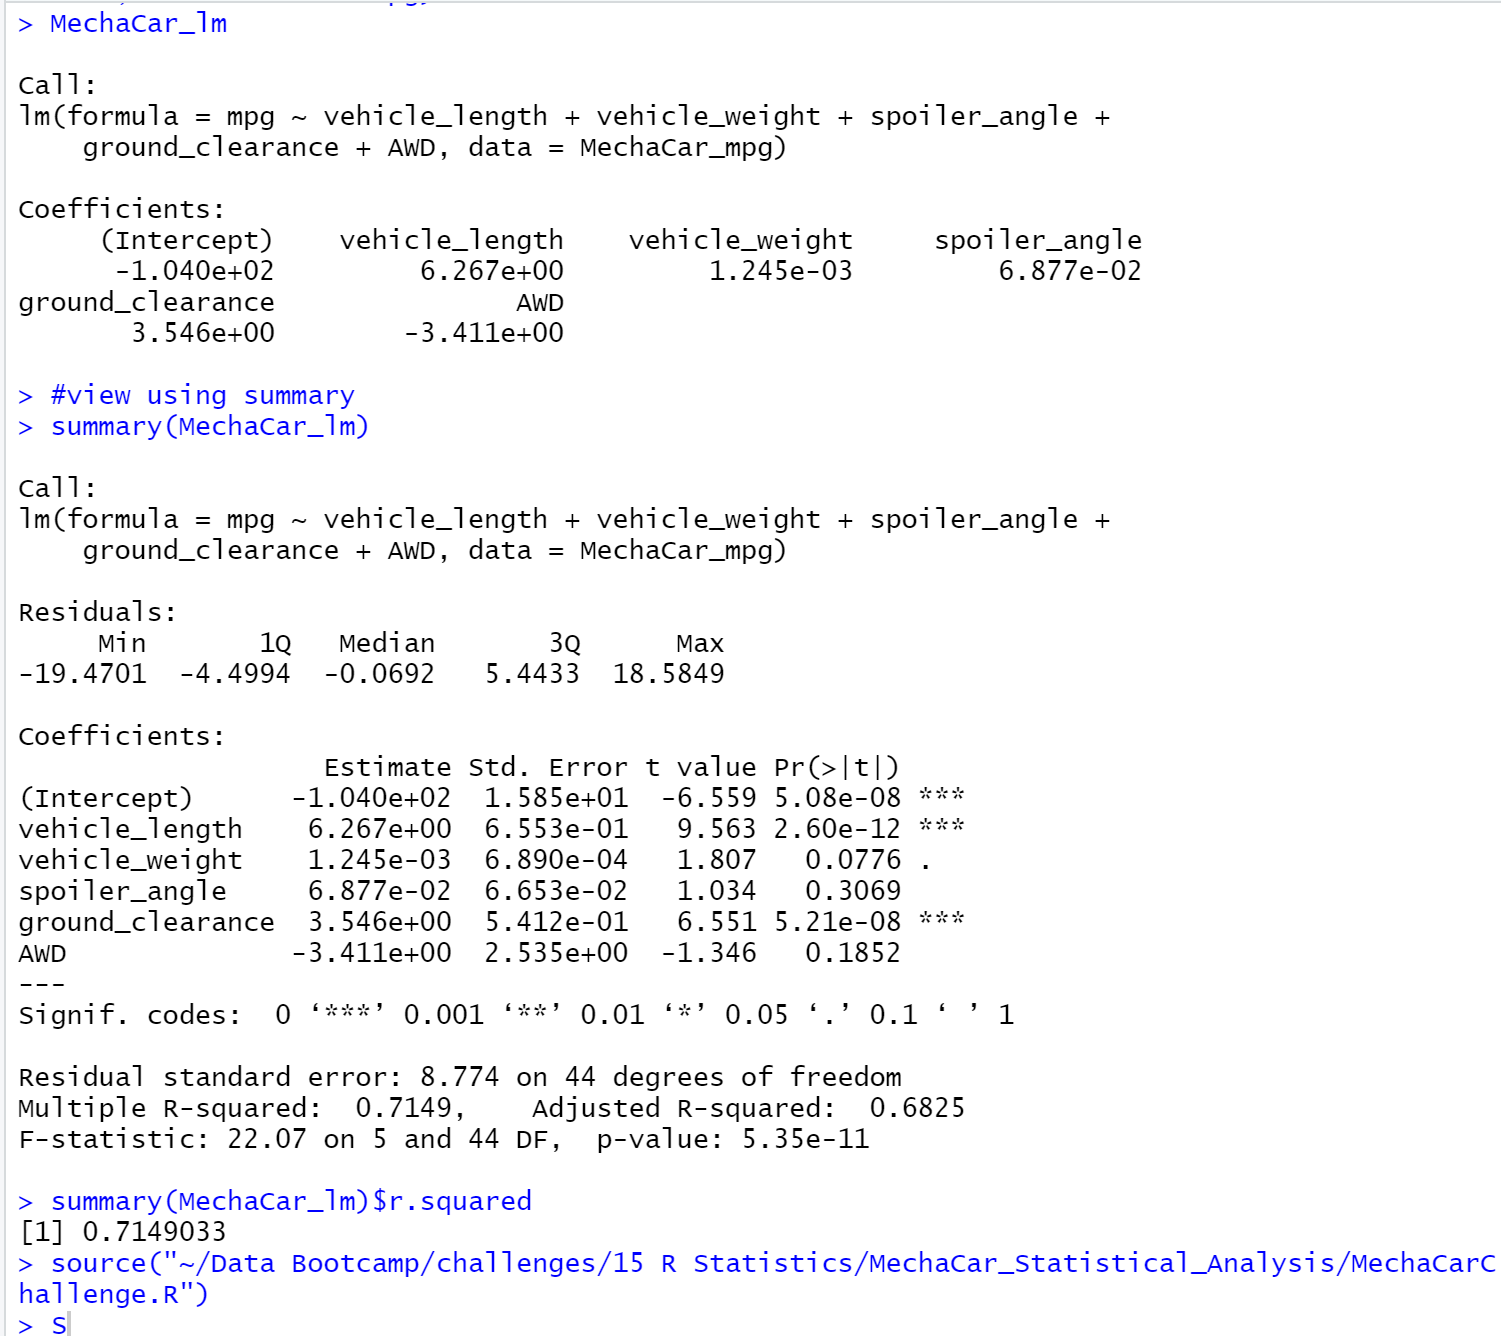 > MechaCar_lm
Call:
lm(formula = mpg ~ vehicle_length + vehicle_weight + spoiler_angle +
    ground_clearance + AWD, data = MechaCar_mpg)
Coefficients:
     (Intercept)    vehicle_length    vehicle_weight     spoiler_angle
      -1.040e+02         6.267e+00         1.245e-03         6.877e-02
ground_clearance               AWD
       3.546e+00        -3.411e+00
> #view using summary
> summary(MechaCar_lm)
Call:
lm(formula = mpg ~ vehicle_length + vehicle_weight + spoiler_angle +
    ground_clearance + AWD, data = MechaCar_mpg)
Residuals:
     Min       1Q   Median       3Q      Max
-19.4701  -4.4994  -0.0692   5.4433  18.5849
Coefficients:
                   Estimate Std. Error t value Pr(>|t|)
(Intercept)      -1.040e+02  1.585e+01  -6.559 5.08e-08 ***
vehicle_length    6.267e+00  6.553e-01   9.563 2.60e-12 ***
vehicle_weight    1.245e-03  6.890e-04   1.807   0.0776 .
spoiler_angle     6.877e-02  6.653e-02   1.034   0.3069
ground_clearance  3.546e+00  5.412e-01   6.551 5.21e-08 ***
AWD              -3.411e+00  2.535e+00  -1.346   0.1852
---
Signif. codes:  0 ‘***’ 0.001 ‘**’ 0.01 ‘*’ 0.05 ‘.’ 0.1 ‘ ’ 1
Residual standard error: 8.774 on 44 degrees of freedom
Multiple R-squared:  0.7149,    Adjusted R-squared:  0.6825
F-statistic: 22.07 on 5 and 44 DF,  p-value: 5.35e-11
> summary(MechaCar_lm)$r.squared
[1] 0.7149033
> source("~/Data Bootcamp/challenges/15 R Statistics/MechaCar_Statistical_Analysis/MechaCarC
hallenge.R")
> S